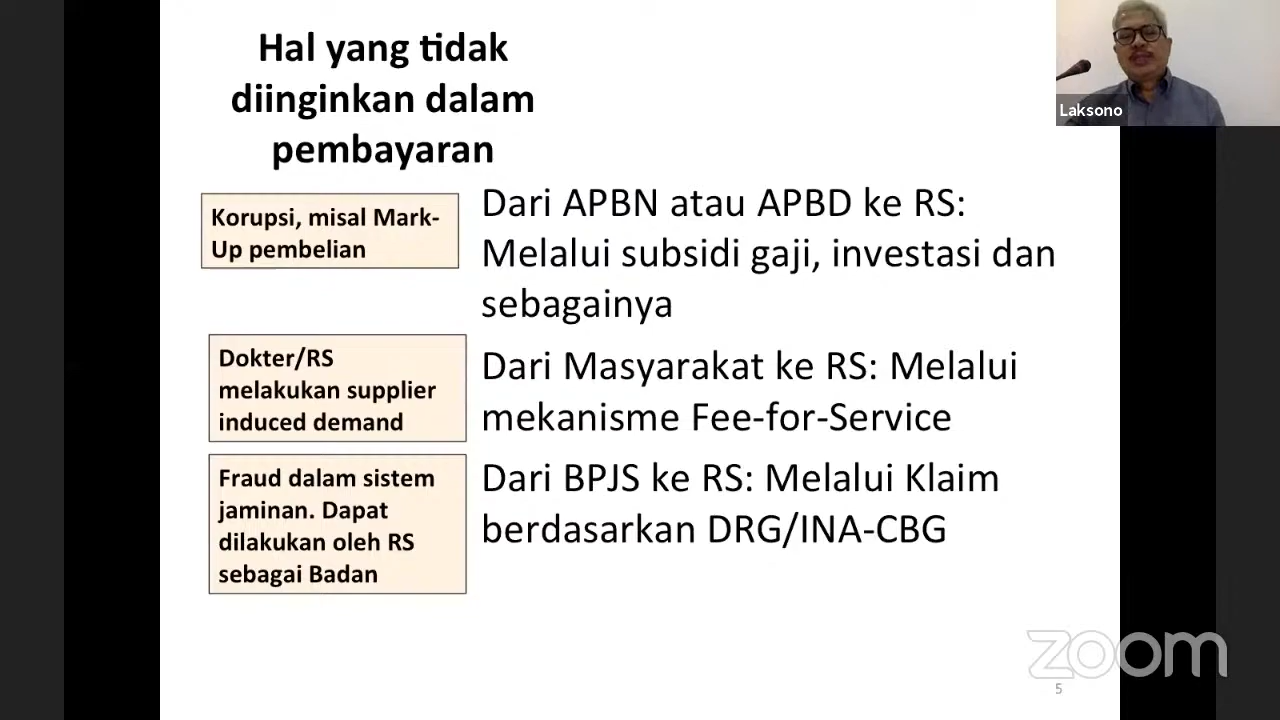 Hal yang tidak
diinginkan dalam
pembayaran
Laksono
Korupsi, misal Mark-
Up pembelian
Dari APBN atau APBD ke RS:
Melalui subsidi gaji, investasi dan
sebagainya
Dokter/RS
melakukan supplier
induced demand
Dari Masyarakat ke RS: Melalui
mekanisme Fee-for-Service
Fraud dalam sistem
jaminan. Dapat
dilakukan oleh RS
sebagai Badan
Dari BPJS ke RS: Melalui Klaim
berdasarkan DRG/INA-CBG
zoom
5